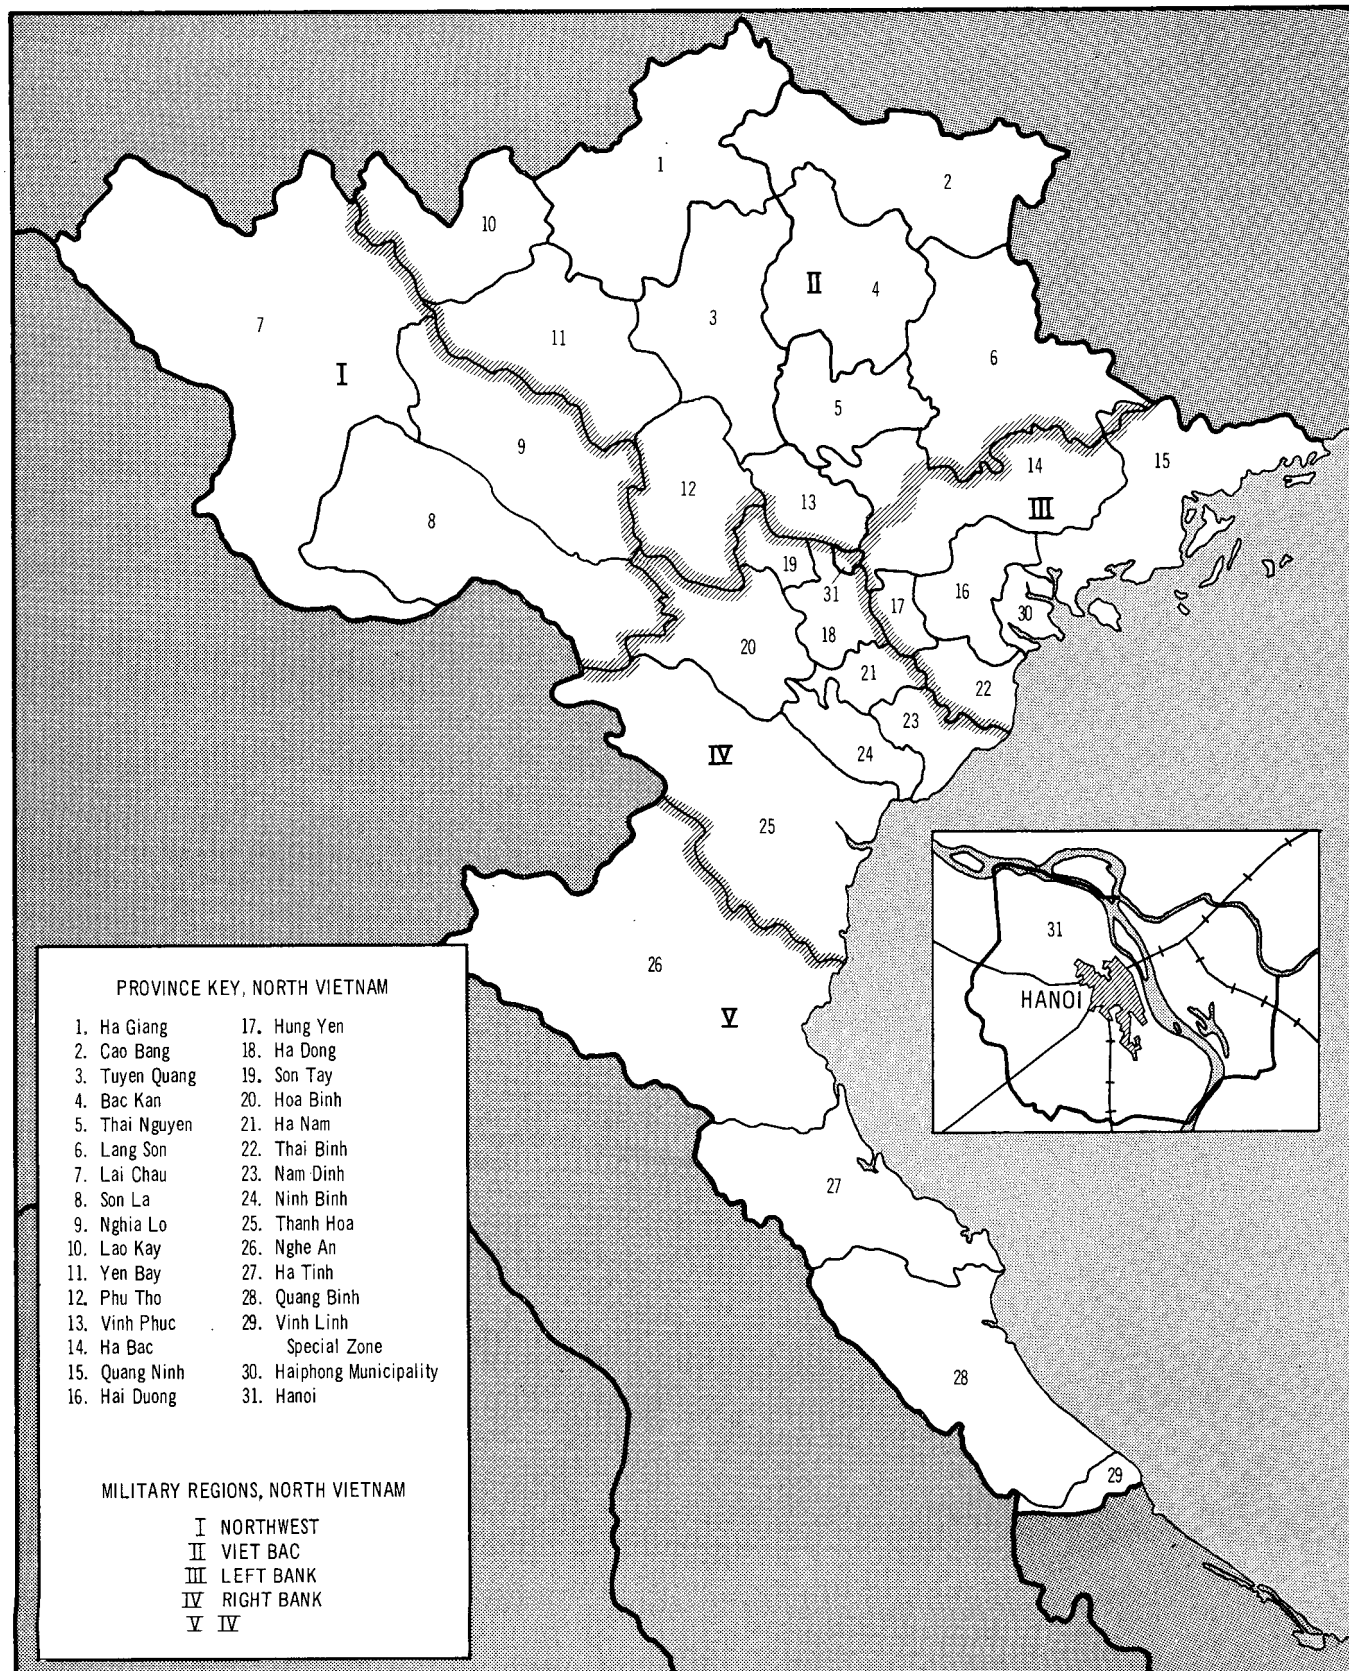 1
2
10
II
4
7
3
11
6
I
5
9
14
15
12
13
III
8
19
16
31
17
30
18
20
21
22
23
IV
24
25
31
26
HANOI
V
27
28
29
PROVINCE KEY, NORTH VIETNAM
1. Ha Giang
2. Cao Bang
3. Tuyen Quang
4. Bac Kan
5. Thai Nguyen
6. Lang Son
7. Lai Chau
8. Son La
9. Nghia Lo
10. Lao Kay
11. Yen Bay
12. Phu Tho
13. Vinh Phuc
14. Ha Bac
15. Quang Ninh
16. Hai Duong
17. Hung Yen
18. Ha Dong
19. Son Tay
20. Hoa Binh
21. Ha Nam
22. Thai Binh
23. Nam Dinh
24. Ninh Binh
25. Thanh Hoa
26. Nghe An
27. Ha Tinh
28. Quang Binh
29. Vinh Linh
Special Zone
30. Haiphong Municipality
31. Hanoi
MILITARY REGIONS, NORTH VIETNAM
I NORTHWEST
II VIET BAC
III LEFT BANK
IV RIGHT BANK
V IV